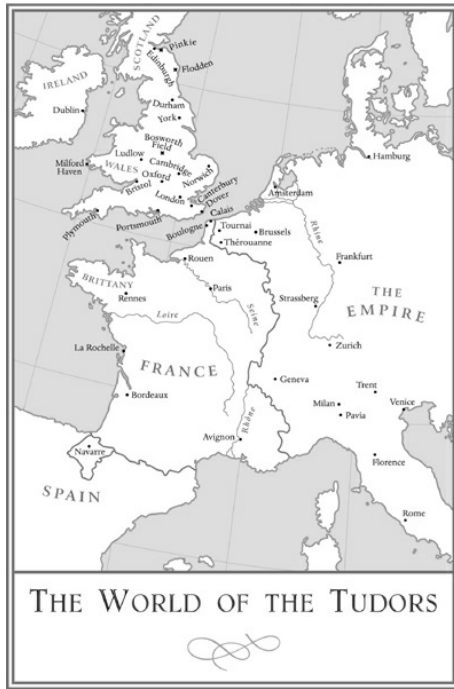 SCOTLAND
Pinkie
Edinburgh
Flodden
IRELAND
Dublin
Durham
York
Bosworth
Field
Ludlow
Milford
Haven
WALES
Cambridge
Oxford
Norwich
Bristol
London
Canterbury
Dover
Plymouth
Portsmouth
Calais
Boulogne
Tournai
Thérouanne
Brussels
Amsterdam
Hamburg
Rhine
Rouen
Frankfurt
BRITTANY
Rennes
Paris
Seine
Strassberg
THE
EMPIRE
Loire
Zurich
La Rochelle
FRANCE
Geneva
Trent
Bordeaux
Milan
Venice
Pavia
Rhône
Avignon
Navarre
Florence
SPAIN
Rome
THE WORLD OF THE TUDORS